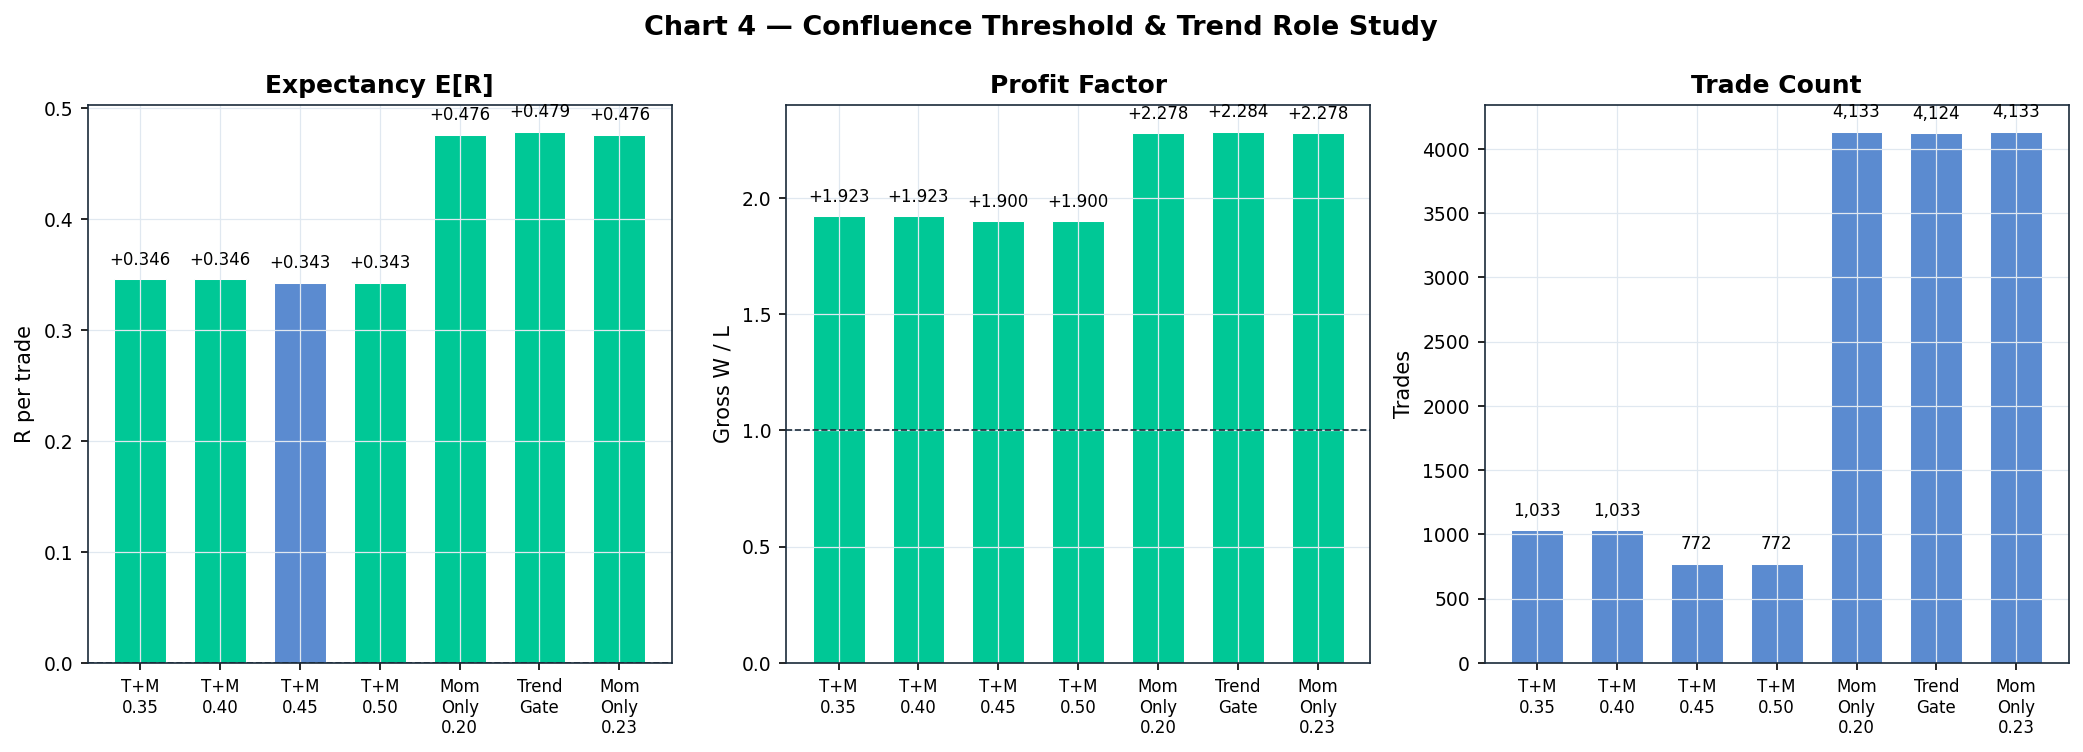 Chart 4 — Confluence Threshold & Trend Role Study
Expectancy E[R]
R per trade
0.5
0.4
0.3
0.2
0.1
0.0
+0.346
+0.346
+0.343
+0.343
+0.476
+0.479
+0.476
T+M
0.35
T+M
0.40
T+M
0.45
T+M
0.50
Mom
Only
0.20
Trend
Gate
Mom
Only
0.23
Profit Factor
Gross W / L
2.0
1.5
1.0
0.5
0.0
+1.923
+1.923
+1.900
+1.900
+2.278
+2.284
+2.278
T+M
0.35
T+M
0.40
T+M
0.45
T+M
0.50
Mom
Only
0.20
Trend
Gate
Mom
Only
0.23
Trade Count
Trades
4000
3500
3000
2500
2000
1500
1000
500
0
1,033
1,033
772
772
4,133
4,124
4,133
T+M
0.35
T+M
0.40
T+M
0.45
T+M
0.50
Mom
Only
0.20
Trend
Gate
Mom
Only
0.23